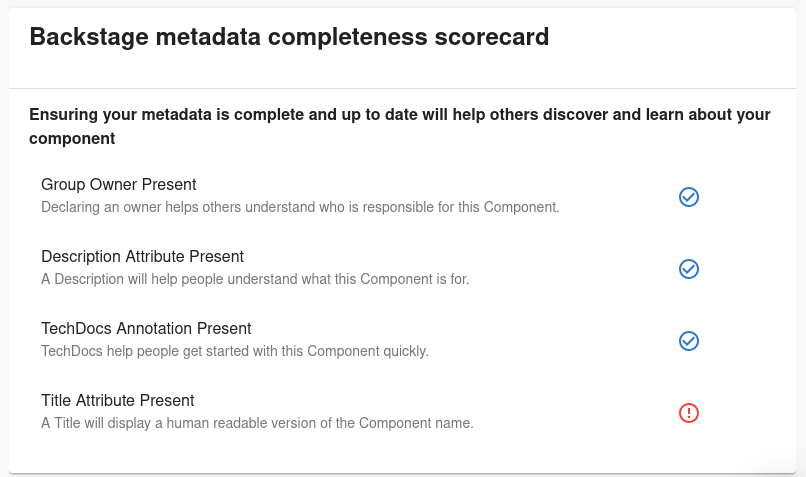 Backstage metadata completeness scorecard
Ensuring your metadata is complete and up to date will help others discover and learn about your
component
Group Owner Present
Declaring an owner helps others understand who is responsible for this Component.
Description Attribute Present
A Description will help people understand what this Component is for.
TechDocs Annotation Present
TechDocs help people get started with this Component quickly.
Title Attribute Present
A Title will display a human readable version of the Component name.